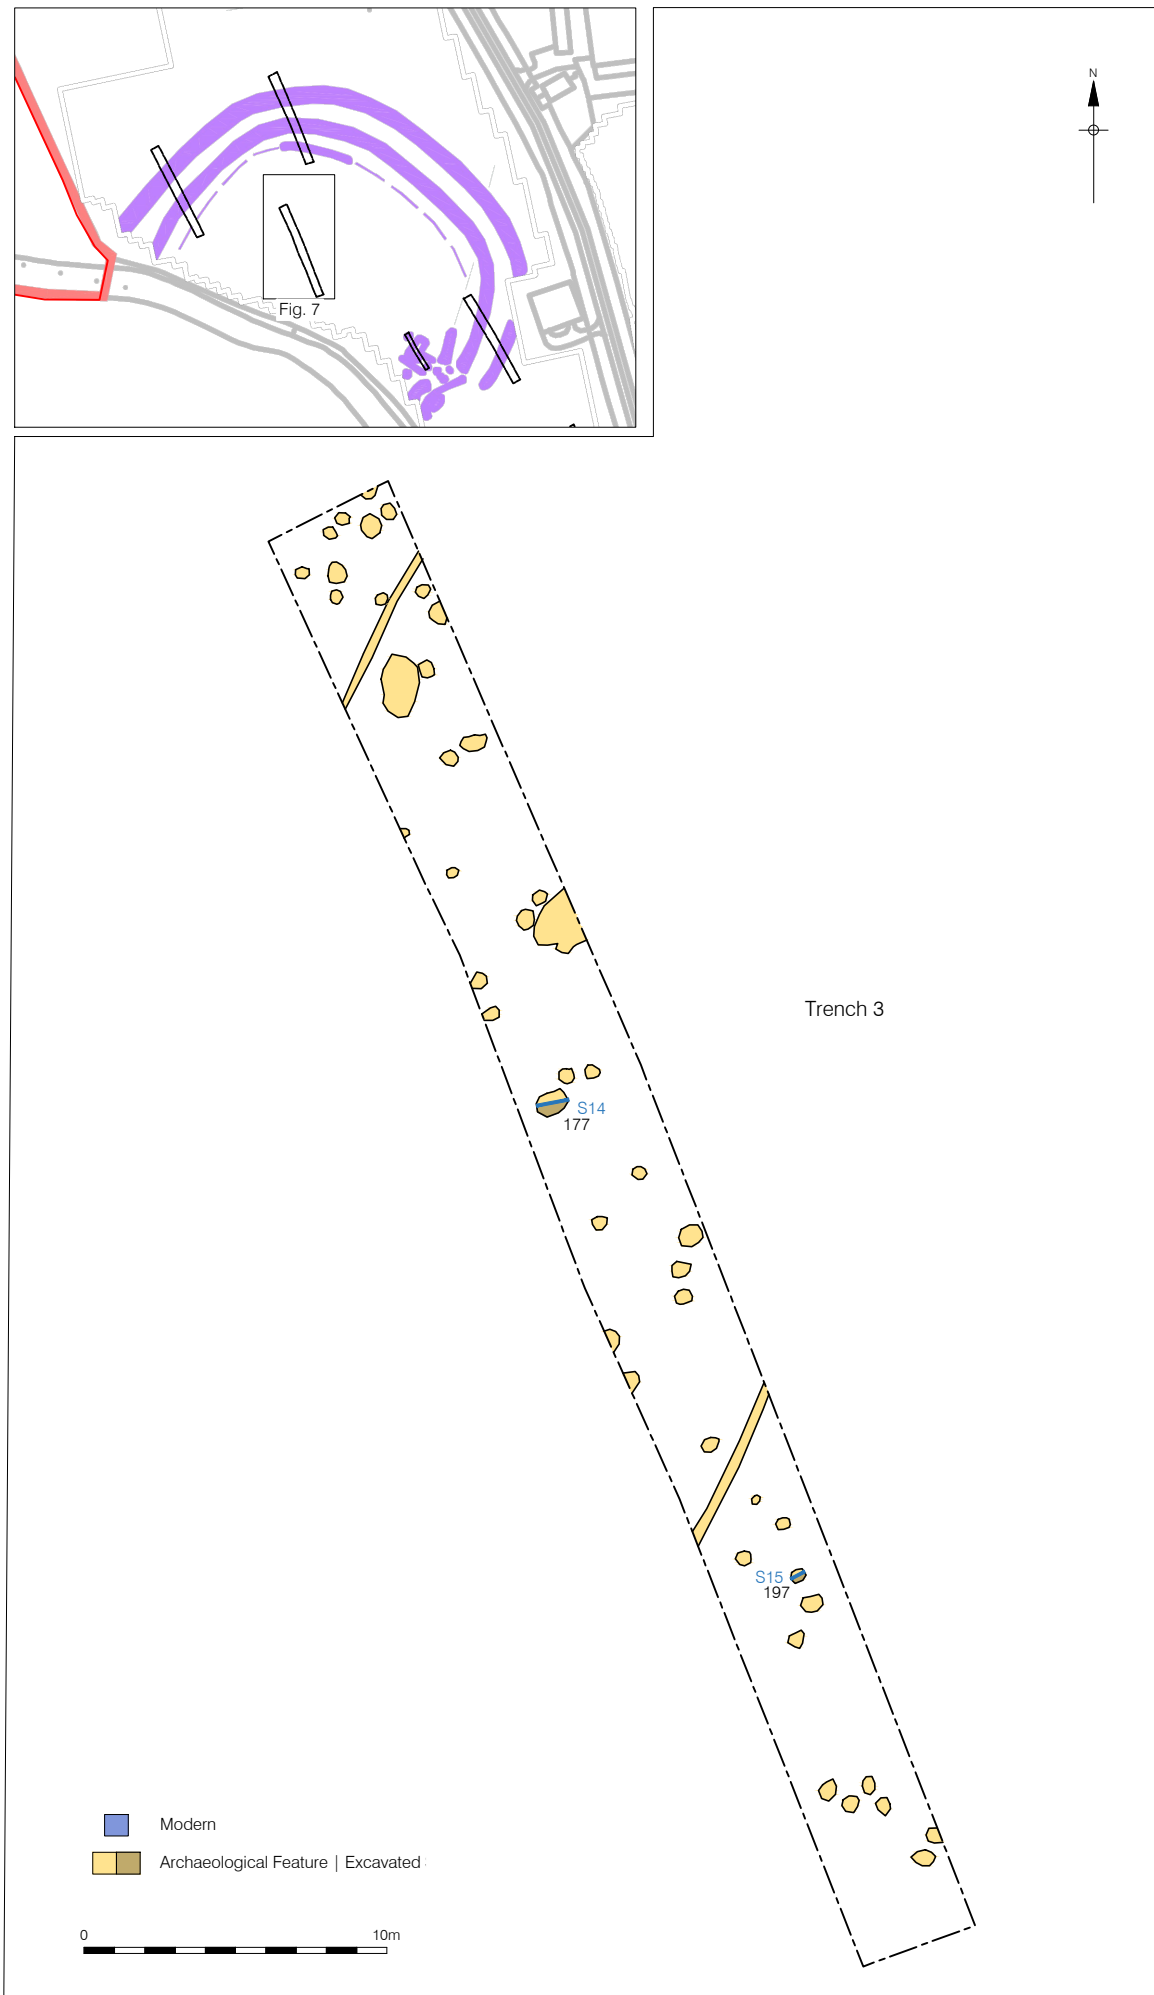 N
Fig. 7
Trench 3
S14
177
S15
197
Modern
Archaeological Feature | Excavated
0 10m